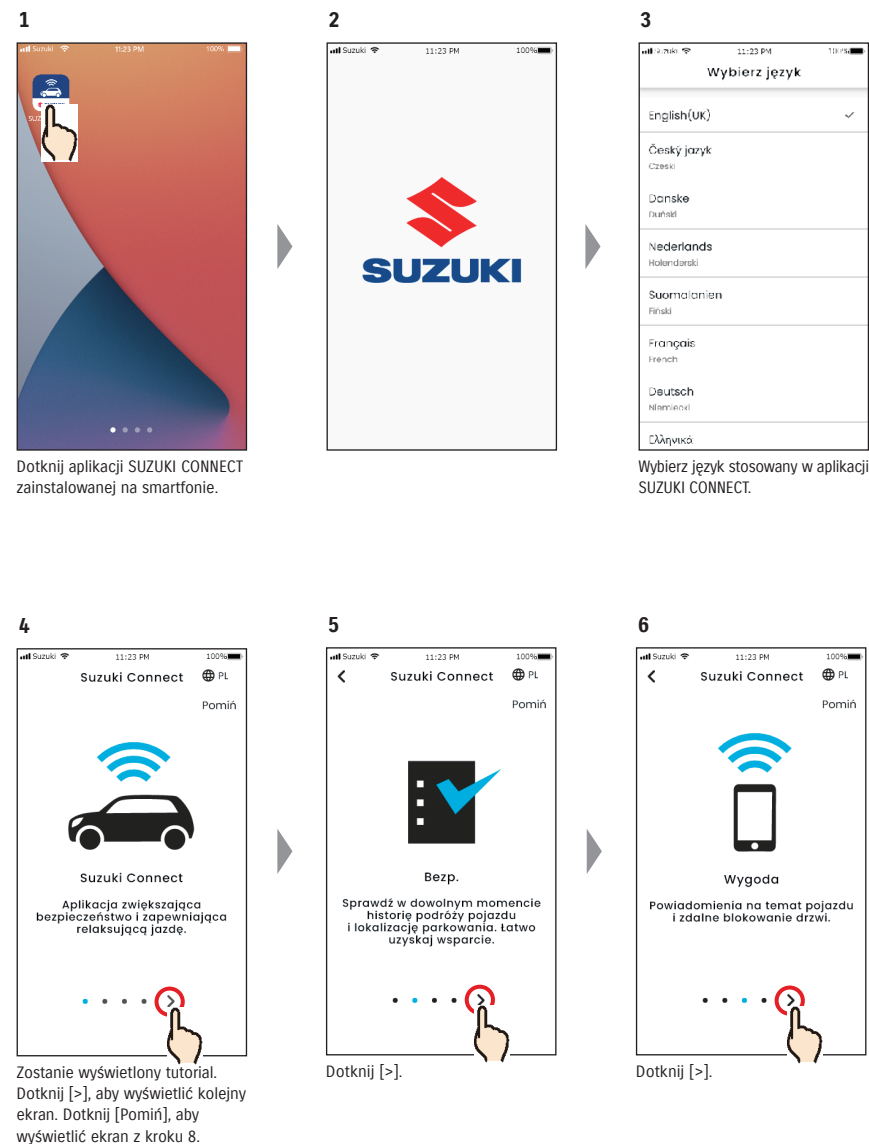 1
Suzuki 11:23 PM 100%
Dotknij aplikacji SUZUKI CONNECT
zainstalowanej na smartfonie.
2
Suzuki 11:23 PM 100%
SUZUKI
3
11:23 PM
Wybierz język
English(UK)
Český jazyk
Czeski
Danske
Duński
Nederlands
Holenderski
Suomalainen
Fiński
Français
French
Deutsch
Niemiecki
Ελληνικά
Wybierz język stosowany w aplikacji
SUZUKI CONNECT.
4
Suzuki 11:23 PM 100%
Suzuki Connect PL
Pomiń
Suzuki Connect
Aplikacja zwiększająca
bezpieczeństwo i zapewniająca
relaksującą jazdę.
>
Zostanie wyświetlony tutorial.
Dotknij [>], aby wyświetlić kolejny
ekran. Dotknij [Pomiń], aby
wyświetlić ekran z kroku 8.
5
Suzuki 11:23 PM 100%
Suzuki Connect PL
Pomiń
Bezp.
Sprawdź w dowolnym momencie
historię podróży pojazdu
i lokalizację parkowania. Łatwo
uzyskaj wsparcie.
>
Dotknij [>].
6
Suzuki 11:23 PM 100%
Suzuki Connect PL
Pomiń
Wygoda
Powiadomienia na temat pojazdu
i zdalne blokowanie drzwi.
>
Dotknij [>].